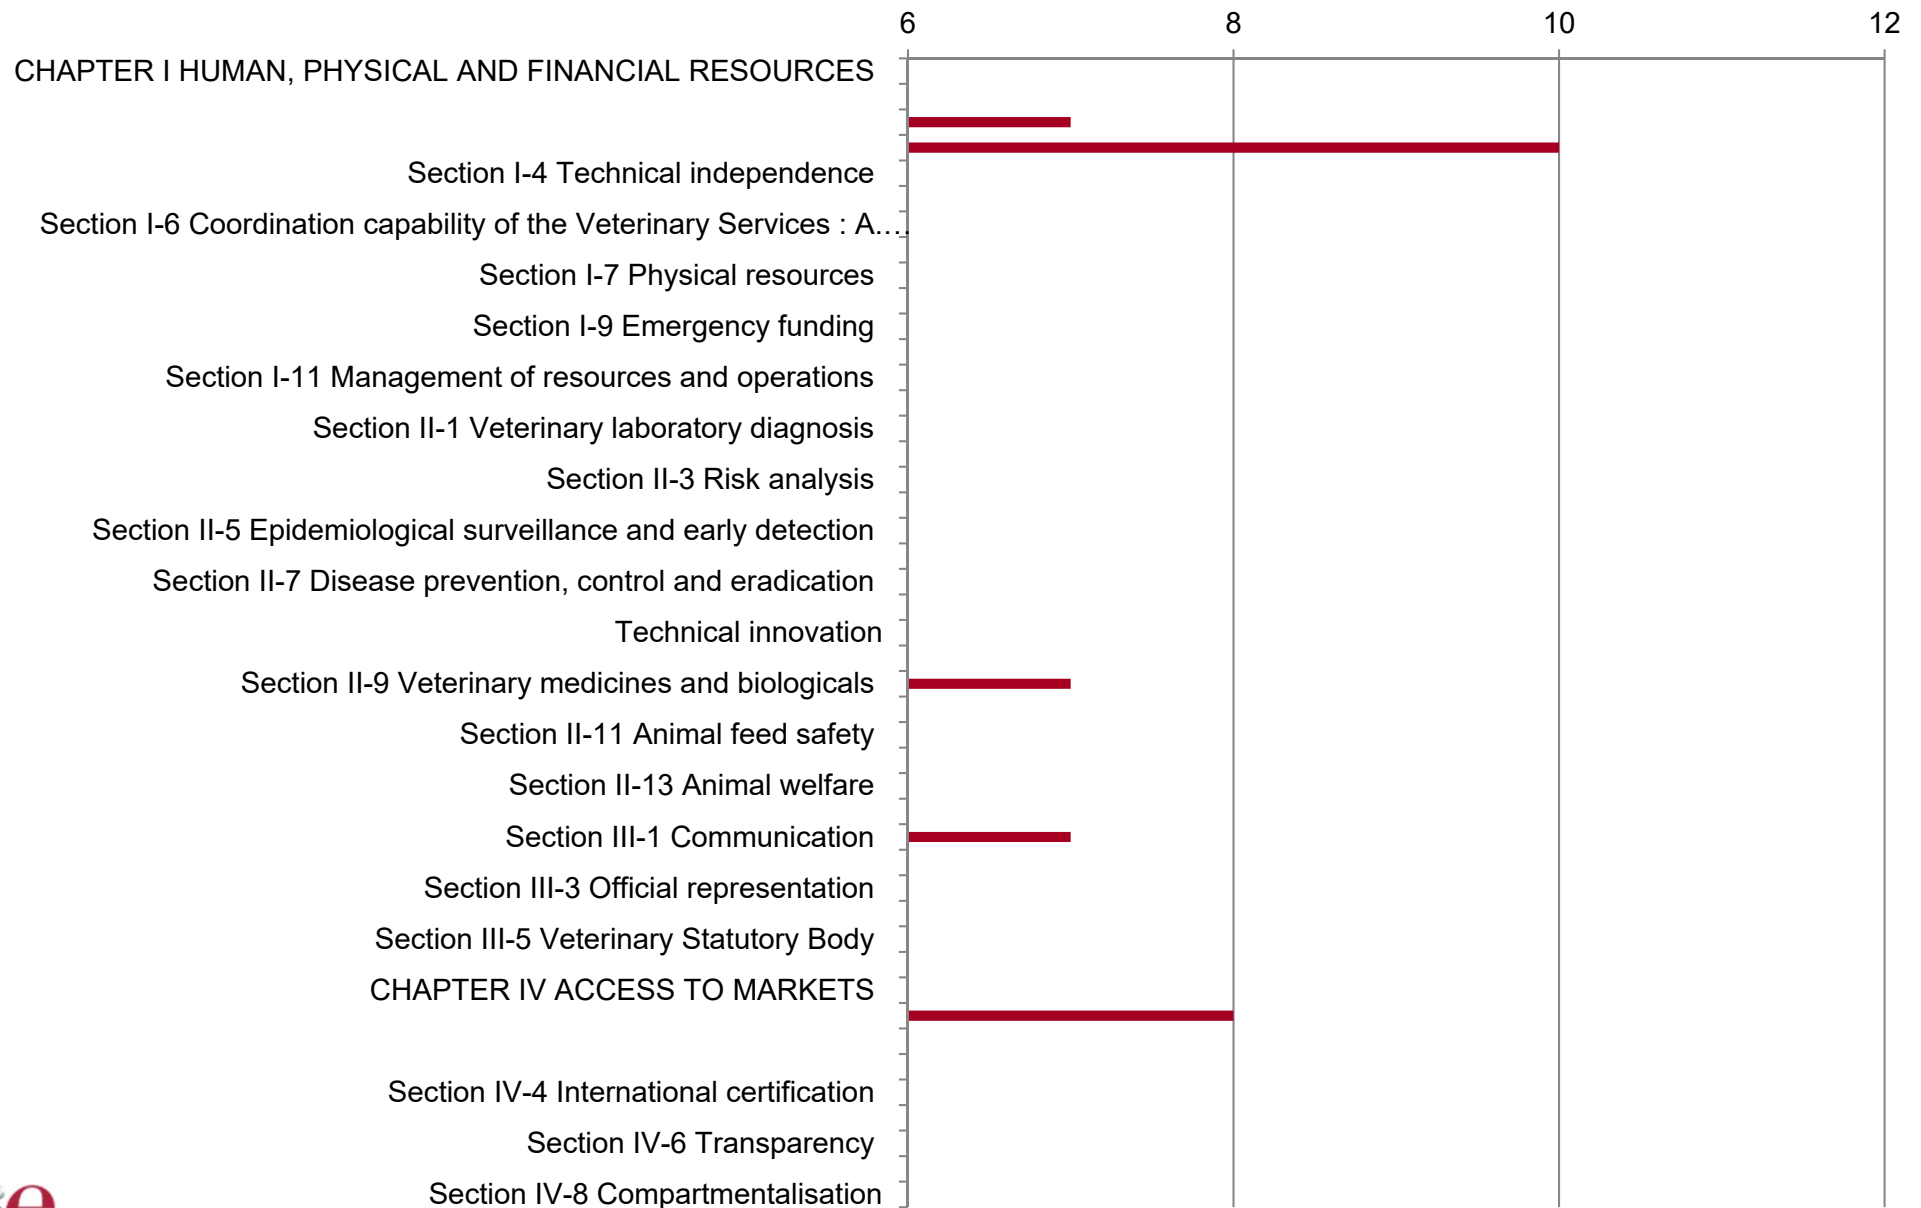 6 8 10 12
CHAPTER I HUMAN, PHYSICAL AND FINANCIAL RESOURCES
Section I-4 Technical independence
Section I-6 Coordination capability of the Veterinary Services : A….
Section I-7 Physical resources
Section I-9 Emergency funding
Section I-11 Management of resources and operations
Section II-1 Veterinary laboratory diagnosis
Section II-3 Risk analysis
Section II-5 Epidemiological surveillance and early detection
Section II-7 Disease prevention, control and eradication
Technical innovation
Section II-9 Veterinary medicines and biologicals
Section II-11 Animal feed safety
Section II-13 Animal welfare
Section III-1 Communication
Section III-3 Official representation
Section III-5 Veterinary Statutory Body
CHAPTER IV ACCESS TO MARKETS
Section IV-4 International certification
Section IV-6 Transparency
Section IV-8 Compartmentalisation